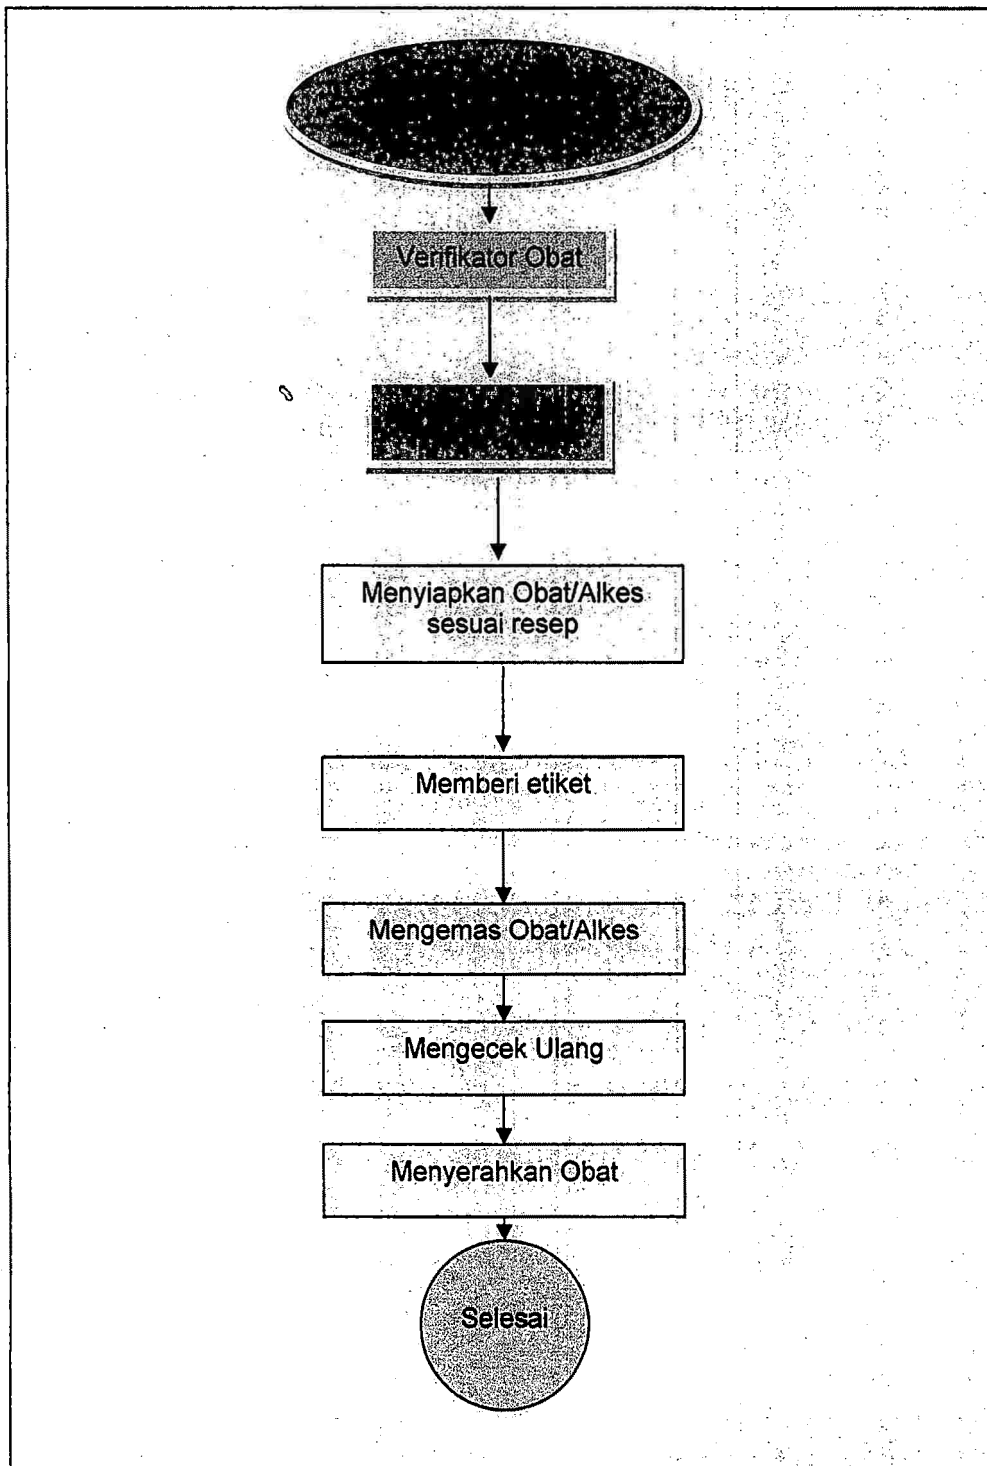 Verifikator Obat
Menyiapkan Obat/Alkes
sesuai resep
Memberi etiket
Mengemas Obat/Alkes
Mengecek Ulang
Menyerahkan Obat
Selesai